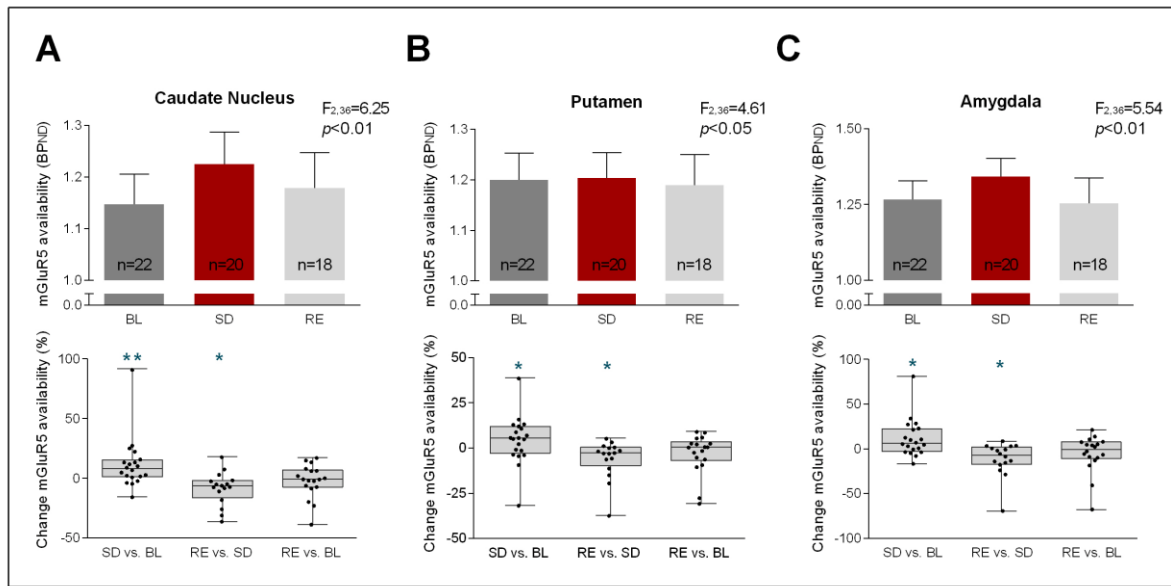 A
Caudate Nucleus
F2,36=6.25
p<0.01
mGluR5 availability (BPND)
1.3
1.2
1.1
1.0
0.0
n=22
n=20
n=18
BL
SD
RE
Change mGluR5 availability (%)
100
50
0
-50
**
*
SD vs. BL
RE vs. SD
RE vs. BL
B
Putamen
F2,36=4.61
p<0.05
mGluR5 availability (BPND)
1.3
1.2
1.1
1.0
0.0
n=22
n=20
n=18
BL
SD
RE
Change mGluR5 availability (%)
50
25
0
-25
-50
*
*
SD vs. BL
RE vs. SD
RE vs. BL
C
Amygdala
F2,36=5.54
p<0.01
mGluR5 availability (BPND)
1.50
1.25
1.00
0.00
n=22
n=20
n=18
BL
SD
RE
Change mGluR5 availability (%)
100
50
0
-50
-100
*
*
SD vs. BL
RE vs. SD
RE vs. BL